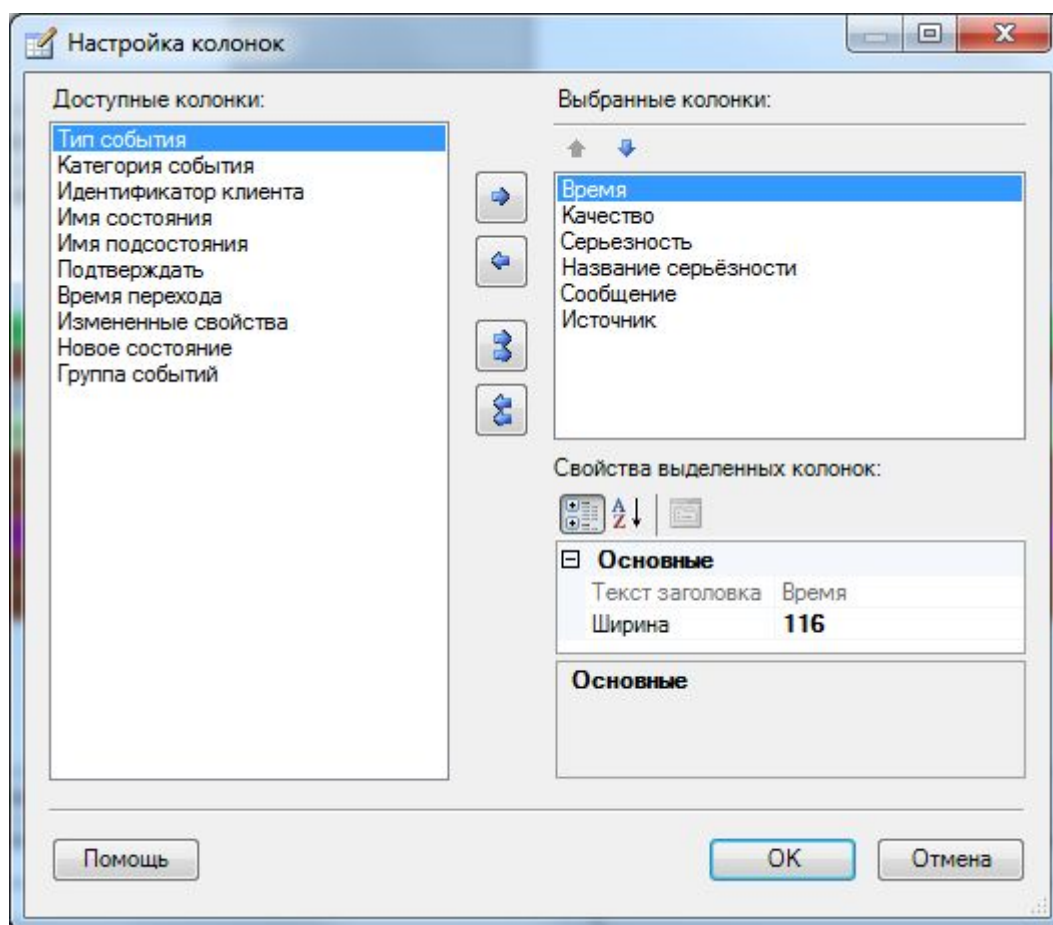 Настройка колонок
Доступные колонки:
Тип события
Категория события
Идентификатор клиента
Имя состояния
Имя подсостояния
Подтверждать
Время перехода
Измененные свойства
Новое состояние
Группа событий
Выбранные колонки:
Время
Качество
Серьезность
Название серьёзности
Сообщение
Источник
Свойства выделенных колонок:
Основные
Текст заголовка Время
Ширина 116
Основные
Помощь
OK
Отмена